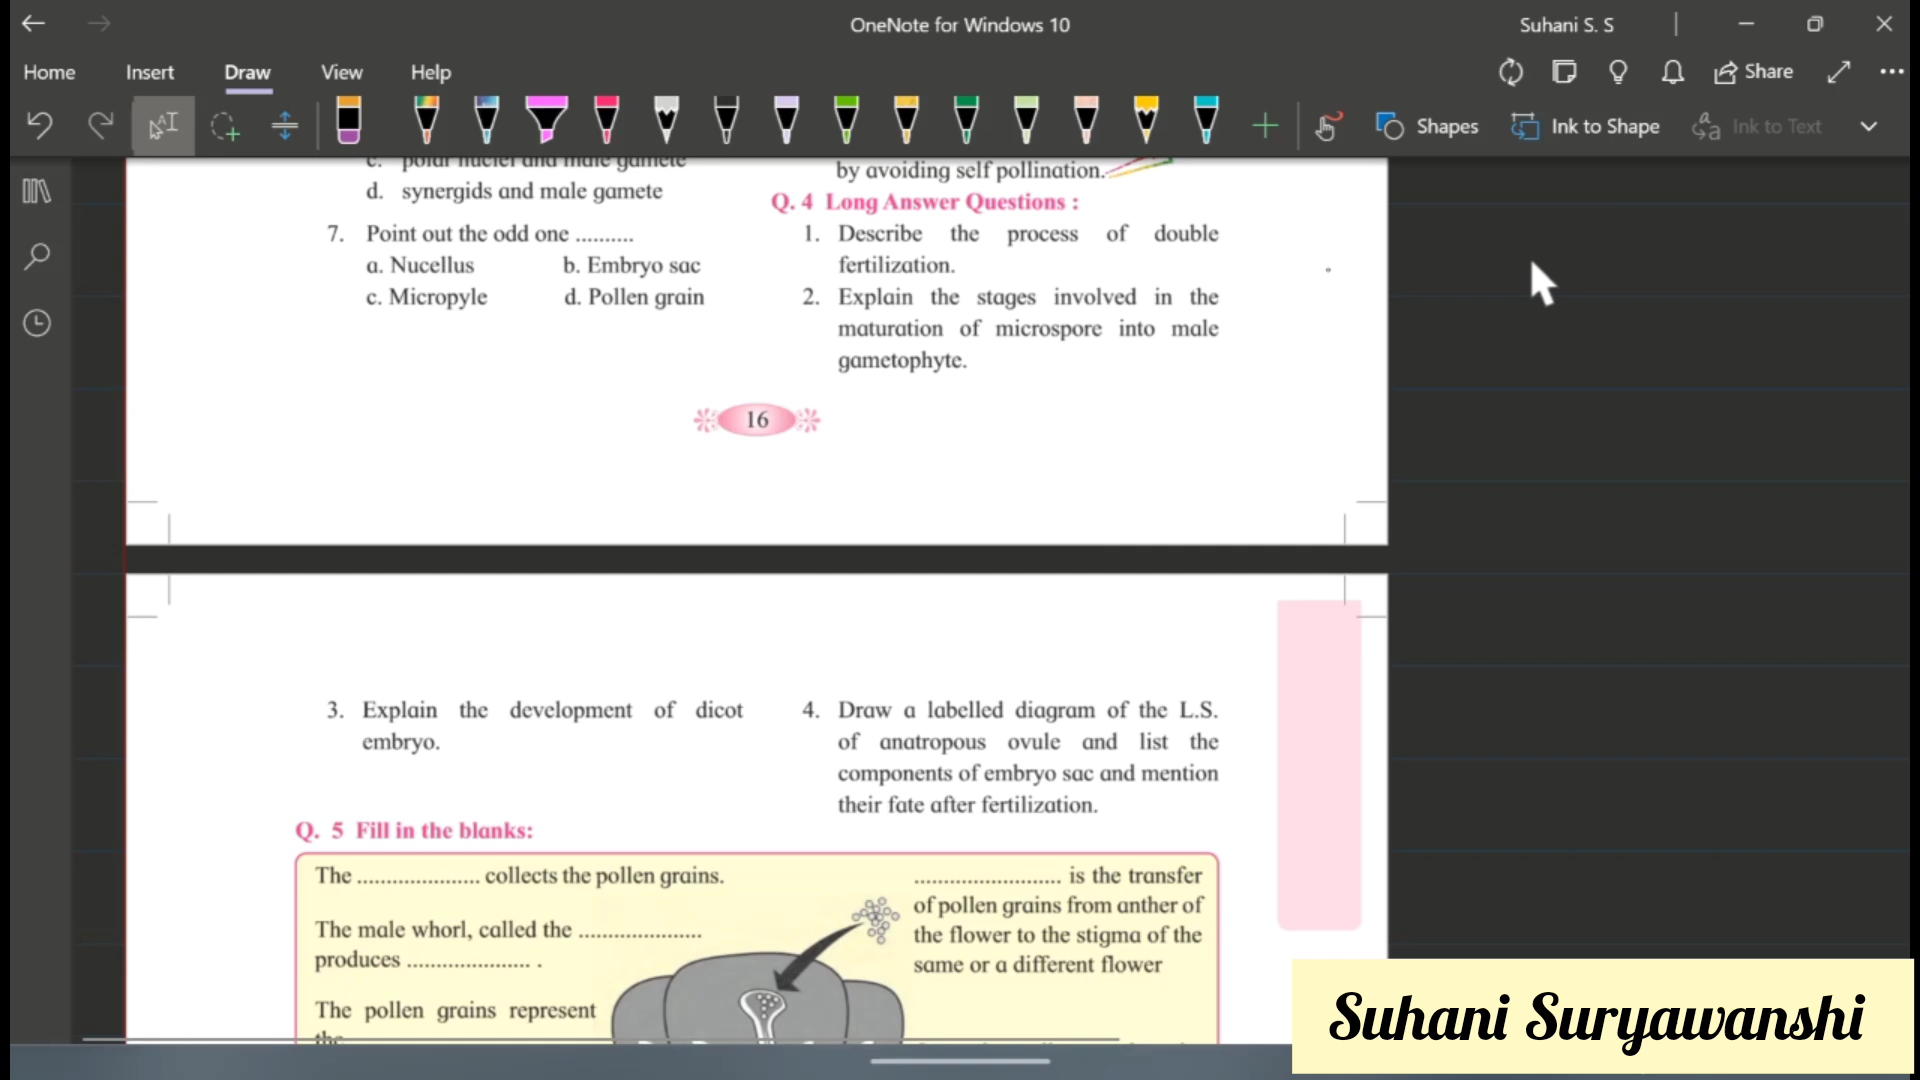 OneNote for Windows 10
Suhani S. S
Home Insert Draw View Help
Share
Shapes Ink to Shape Ink to Text
c. polar nuclei and male gamete
d. synergids and male gamete
7. Point out the odd one ..........
a. Nucellus b. Embryo sac
c. Micropyle d. Pollen grain
by avoiding self pollination.
Q. 4 Long Answer Questions :
1. Describe the process of double
fertilization.
2. Explain the stages involved in the
maturation of microspore into male
gametophyte.
16
3. Explain the development of dicot
embryo.
4. Draw a labelled diagram of the L.S.
of anatropous ovule and list the
components of embryo sac and mention
their fate after fertilization.
Q. 5 Fill in the blanks:
The ..................... collects the pollen grains.
The male whorl, called the .....................
produces ..................... .
The pollen grains represent
the
......................... is the transfer
of pollen grains from anther of
the flower to the stigma of the
same or a different flower
Suhani Suryawanshi